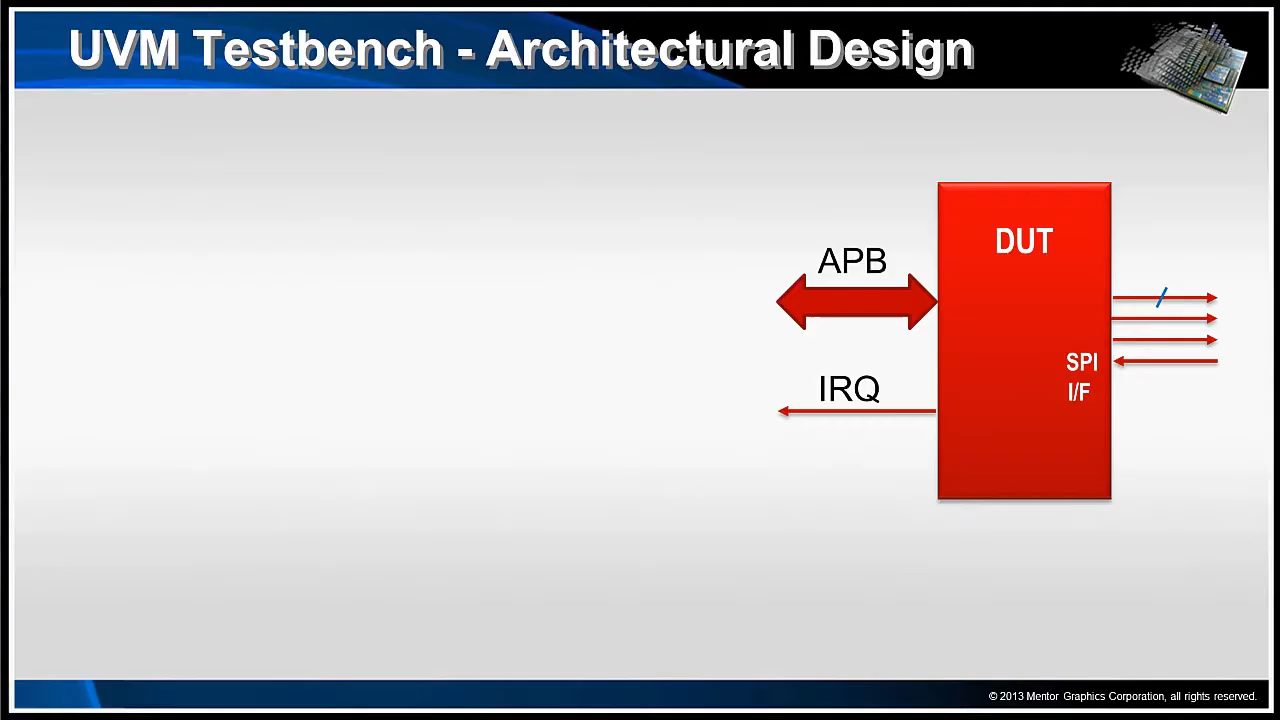 UVM Testbench - Architectural Design
DUT
APB
SPI
I/F
IRQ
© 2013 Mentor Graphics Corporation, all rights reserved.